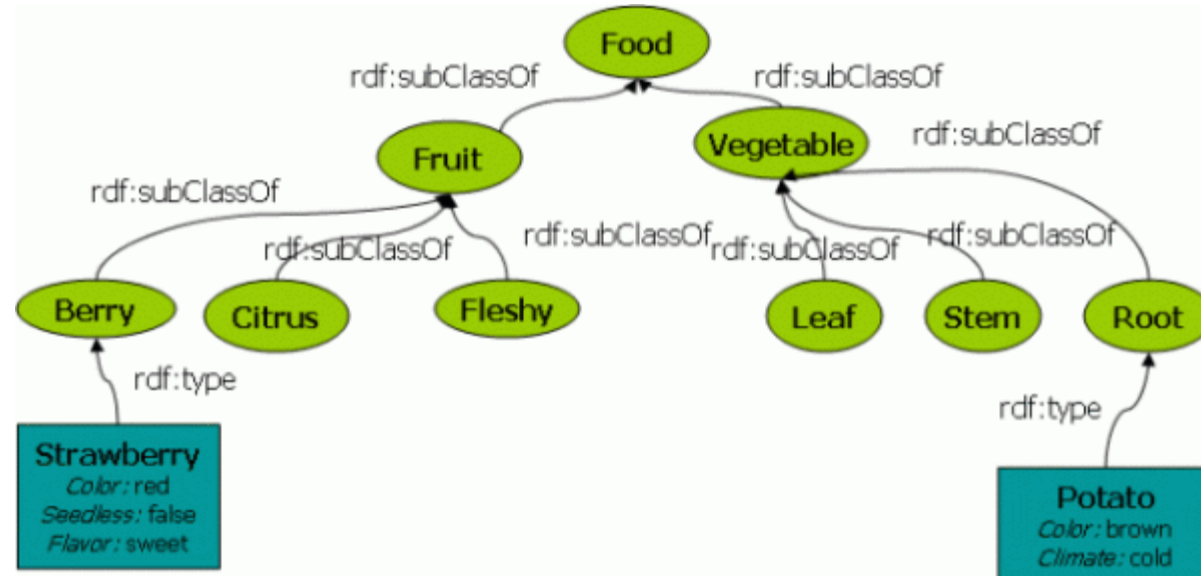 Food
rdf:subClassOf
rdf:subClassOf
Fruit
Vegetable
rdf:subClassOf
rdf:subClassOf
rdf:subClassOf
rdf:subClassOf
rdf:subClassOf
rdf:subClassOf
Berry
Citrus
Fleshy
Leaf
Stem
Root
rdf:type
rdf:type
Strawberry
Color: red
Seedless: false
Flavor: sweet
Potato
Color: brown
Climate: cold